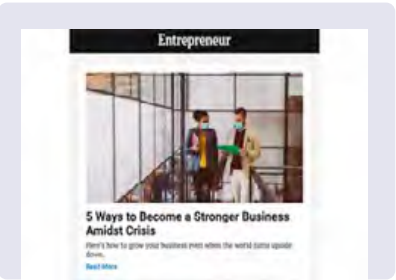 Entrepreneur
5 Ways to Become a Stronger Business
Amidst Crisis
Here's how to grow your business even when the world turns upside
down.
Read More